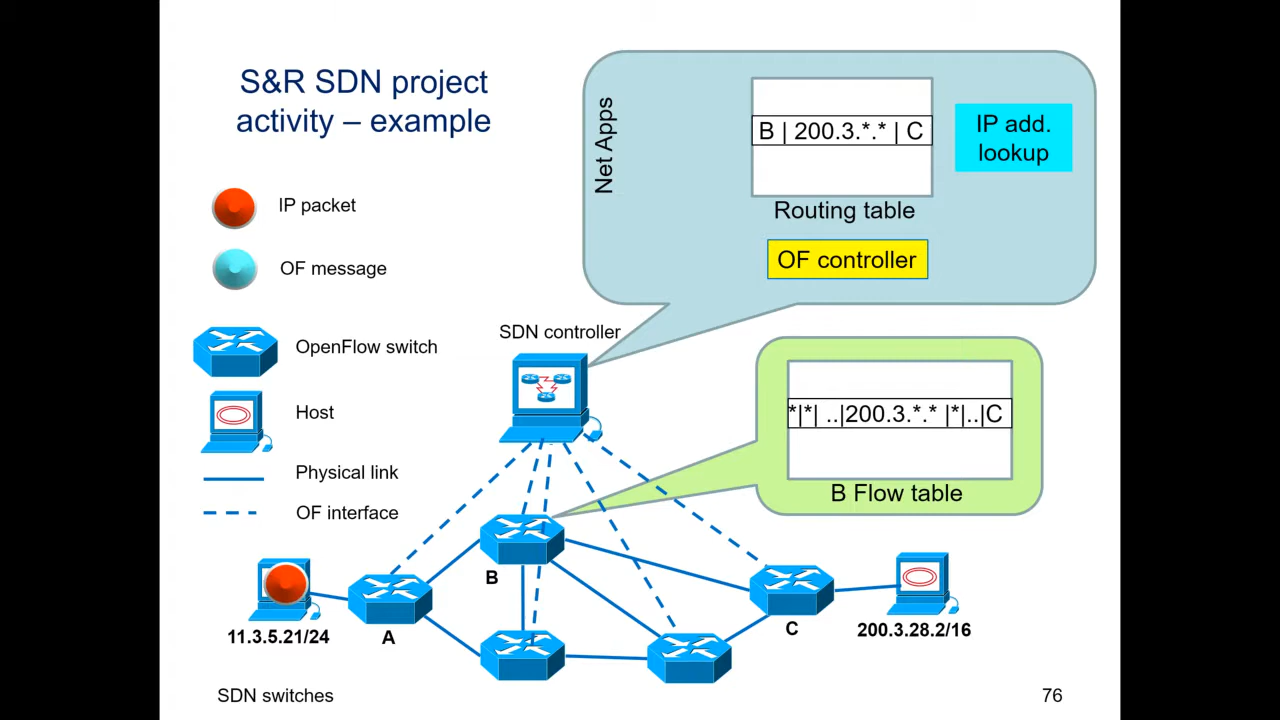 S&R SDN project
activity – example
IP packet
OF message
OpenFlow switch
Host
Physical link
OF interface
Net Apps
B | 200.3.*.* | C
Routing table
IP add.
lookup
OF controller
SDN controller
*|*| ..|200.3.*.* |*|..|C
B Flow table
B
A
C
11.3.5.21/24
200.3.28.2/16
SDN switches
76